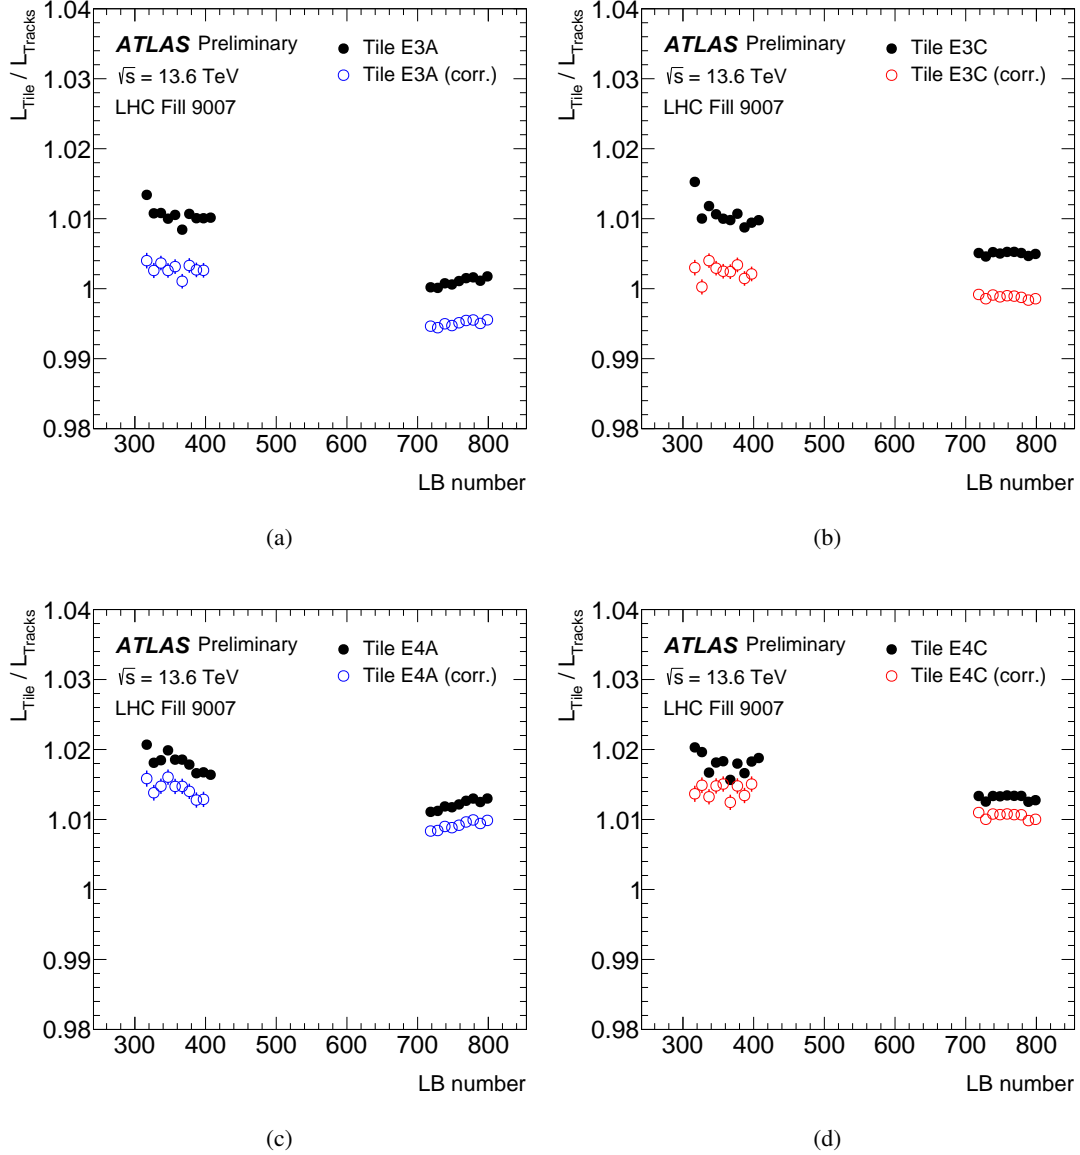 L_Tile / L_Tracks
1.04
1.03
1.02
1.01
1
0.99
0.98
ATLAS Preliminary
√s = 13.6 TeV
LHC Fill 9007
Tile E3A
Tile E3A (corr.)
300 400 500 600 700 800
LB number
(a)
L_Tile / L_Tracks
1.04
1.03
1.02
1.01
1
0.99
0.98
ATLAS Preliminary
√s = 13.6 TeV
LHC Fill 9007
Tile E3C
Tile E3C (corr.)
300 400 500 600 700 800
LB number
(b)
L_Tile / L_Tracks
1.04
1.03
1.02
1.01
1
0.99
0.98
ATLAS Preliminary
√s = 13.6 TeV
LHC Fill 9007
Tile E4A
Tile E4A (corr.)
300 400 500 600 700 800
LB number
(c)
L_Tile / L_Tracks
1.04
1.03
1.02
1.01
1
0.99
0.98
ATLAS Preliminary
√s = 13.6 TeV
LHC Fill 9007
Tile E4C
Tile E4C (corr.)
300 400 500 600 700 800
LB number
(d)